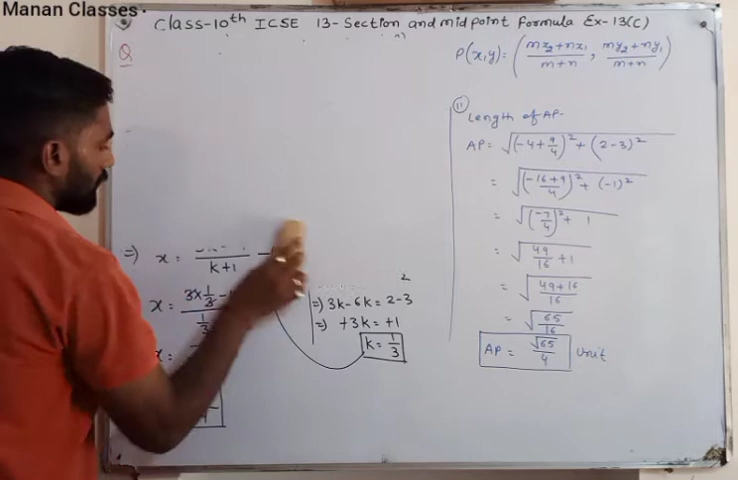 Manan Classes
Class-10th ICSE 13-Section and midpoint formula Ex-13(C)
Q
P(x,y)= ((mx₂+nx₁)/(m+n), (my₂+ny₁)/(m+n))
⇒ x = /(k+1)
x = 3×1/3 -
1/3
x =
⇒ 3k-6k = 2-3
⇒ +3k = +1
k = 1/3
(ii) Length of AP-
AP = √((-4+9/4)² + (2-3)²)
= √((-16+9)/4)² + (-1)²
= √((-7/4)² + 1
= √(49/16 + 1)
= √((49+16)/16)
= √(65/16)
AP = √65/4 Unit